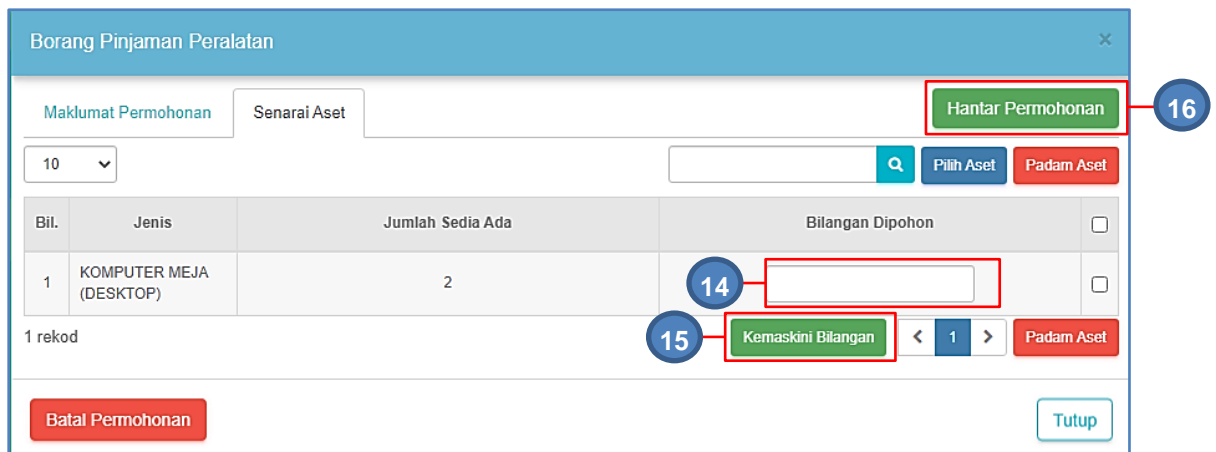 Borang Pinjaman Peralatan ×
Maklumat Permohonan Senarai Aset Hantar Permohonan 16
10 Pilih Aset Padam Aset
Bil. Jenis Jumlah Sedia Ada Bilangan Dipohon
1 KOMPUTER MEJA (DESKTOP) 2 14
1 rekod 15 Kemaskini Bilangan < 1 > Padam Aset
Batal Permohonan Tutup